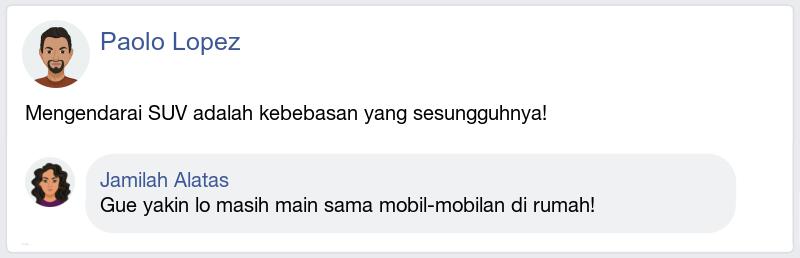 Paolo Lopez
Mengendarai SUV adalah kebebasan yang sesungguhnya!
Jamilah Alatas
Gue yakin lo masih main sama mobil-mobilan di rumah!